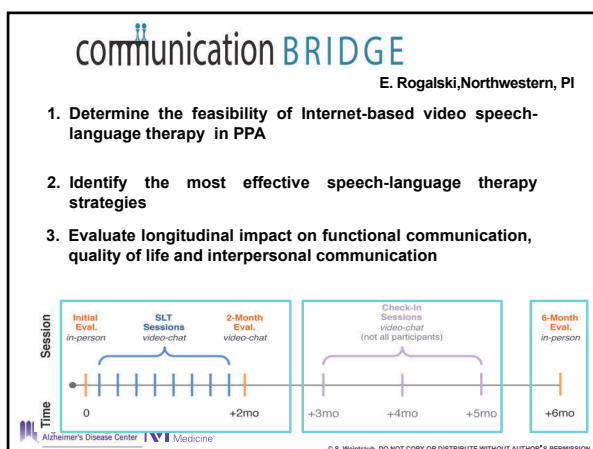 communication BRIDGE
E. Rogalski,Northwestern, PI
1. Determine the feasibility of Internet-based video speech-
language therapy in PPA
2. Identify the most effective speech-language therapy
strategies
3. Evaluate longitudinal impact on functional communication,
quality of life and interpersonal communication
Session
Initial
Eval.
in-person
SLT
Sessions
video-chat
2-Month
Eval.
video-chat
Check-In
Sessions
video-chat
(not all participants)
6-Month
Eval.
in-person
Time
0
+2mo
+3mo
+4mo
+5mo
+6mo
Alzheimer's Disease Center
Medicine
© S. Weintraub, DO NOT COPY OR DISTRIBUTE WITHOUT AUTHOR'S PERMISSION